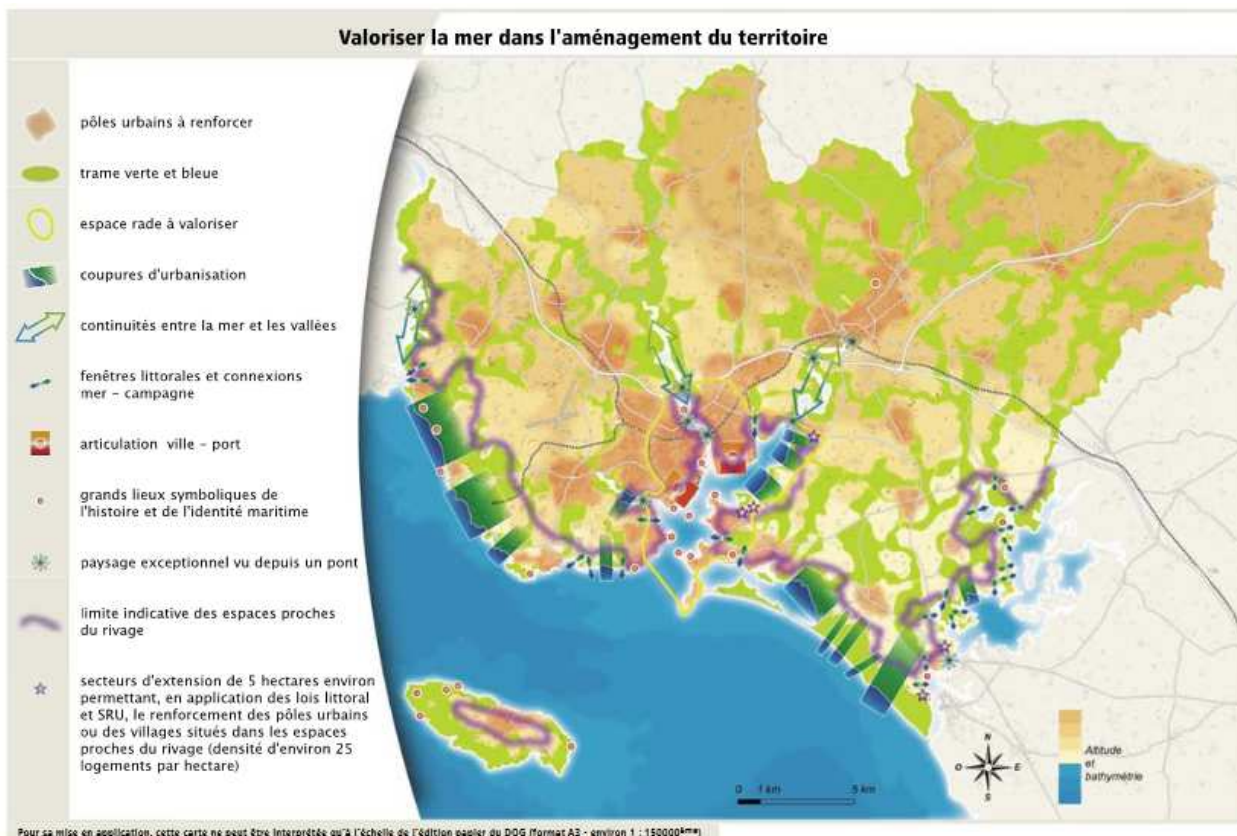 Valoriser la mer dans l'aménagement du territoire
pôles urbains à renforcer
trame verte et bleue
espace rade à valoriser
coupures d'urbanisation
continuités entre la mer et les vallées
fenêtres littorales et connexions
mer – campagne
articulation ville – port
grands lieux symboliques de
l'histoire et de l'identité maritime
paysage exceptionnel vu depuis un pont
limite indicative des espaces proches
du rivage
secteurs d'extension de 5 hectares environ
permettant, en application des lois littoral
et SRU, le renforcement des pôles urbains
ou des villages situés dans les espaces
proches du rivage (densité d'environ 25
logements par hectare)
N
O
E
S
Altitude
et
bathymétrie
0 1 km 5 km
Pour sa mise en application, cette carte ne peut être interprétée qu'à l'échelle de l'édition papier du DOG (format A3 - environ 1 : 150000ème)